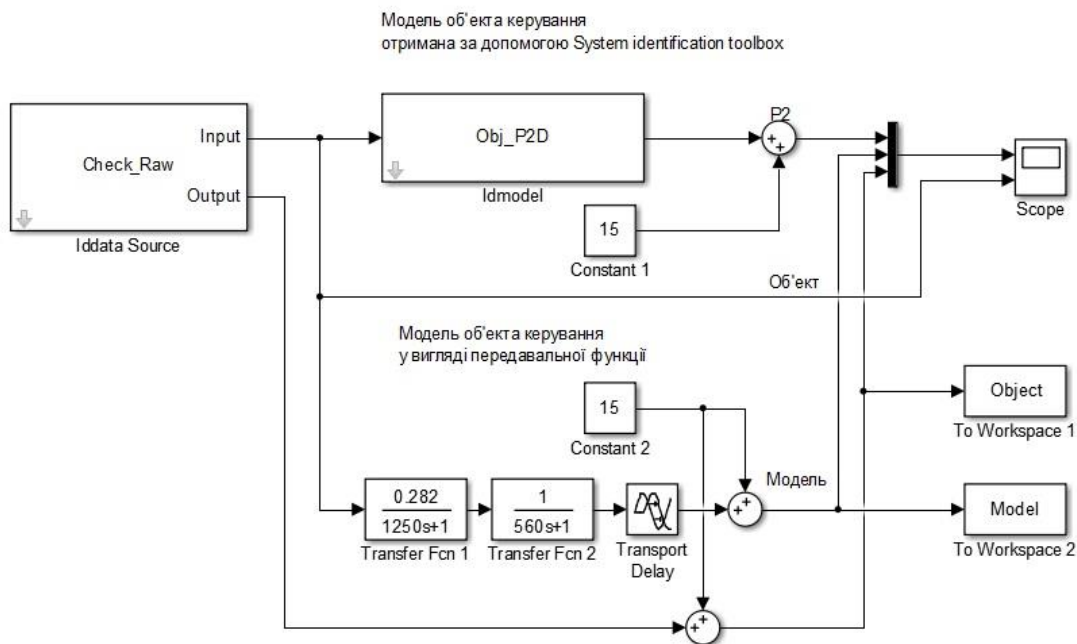 Модель об'єкта керування
отримана за допомогою System identification toolbox
Check_Raw
Input
Output
Iddata Source
Obj_P2D
Idmodel
P2
15
Constant 1
Scope
Об'єкт
Модель об'єкта керування
у вигляді передавальної функції
15
Constant 2
Object
To Workspace 1
Модель
0.282
1250s+1
Transfer Fcn 1
1
560s+1
Transfer Fcn 2
Transport
Delay
Model
To Workspace 2